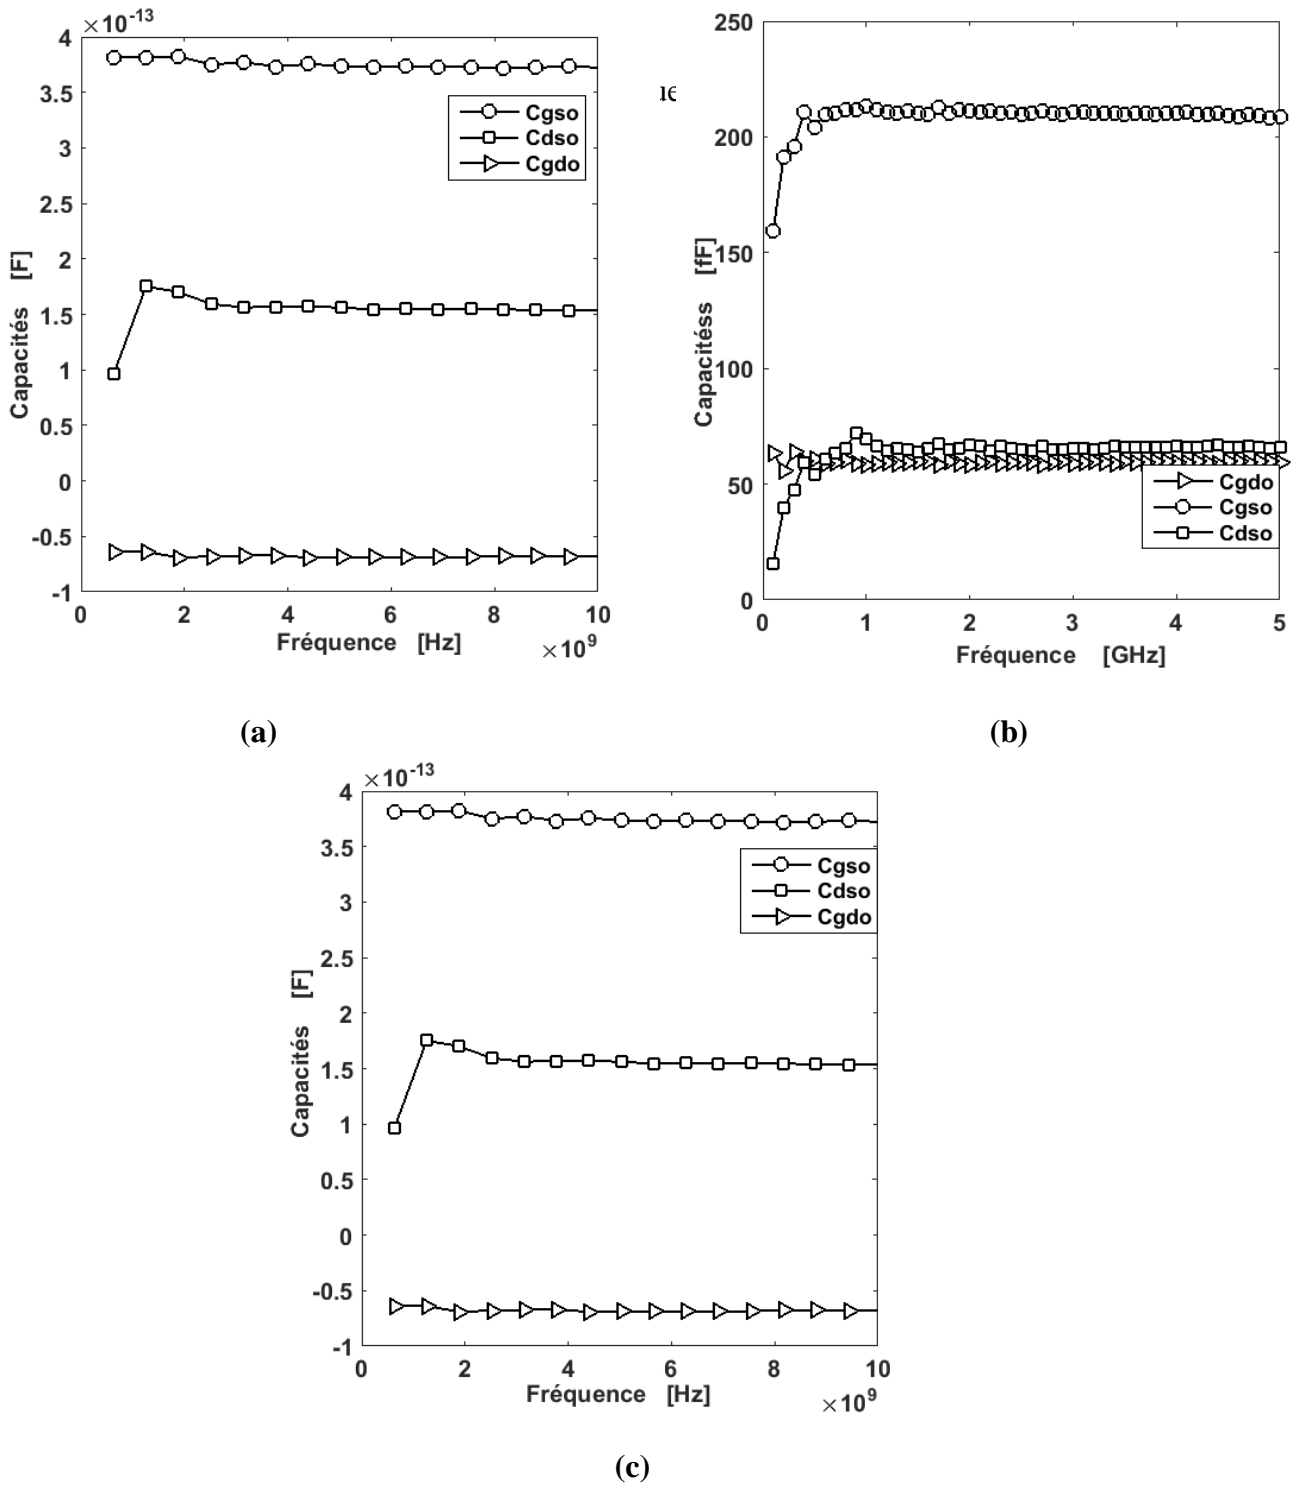 ×10-13
4
3.5
3
2.5
2
1.5
1
0.5
0
-0.5
-1
0 2 4 6 8 10
Capacités [F]
Fréquence [Hz]
×109
Cgso
Cdso
Cgdo
(a)
250
200
150
100
50
0
0 1 2 3 4 5
Capacitéss [fF]
Fréquence [GHz]
Cgdo
Cgso
Cdso
(b)
×10-13
4
3.5
3
2.5
2
1.5
1
0.5
0
-0.5
-1
0 2 4 6 8 10
Capacités [F]
Fréquence [Hz]
×109
Cgso
Cdso
Cgdo
(c)